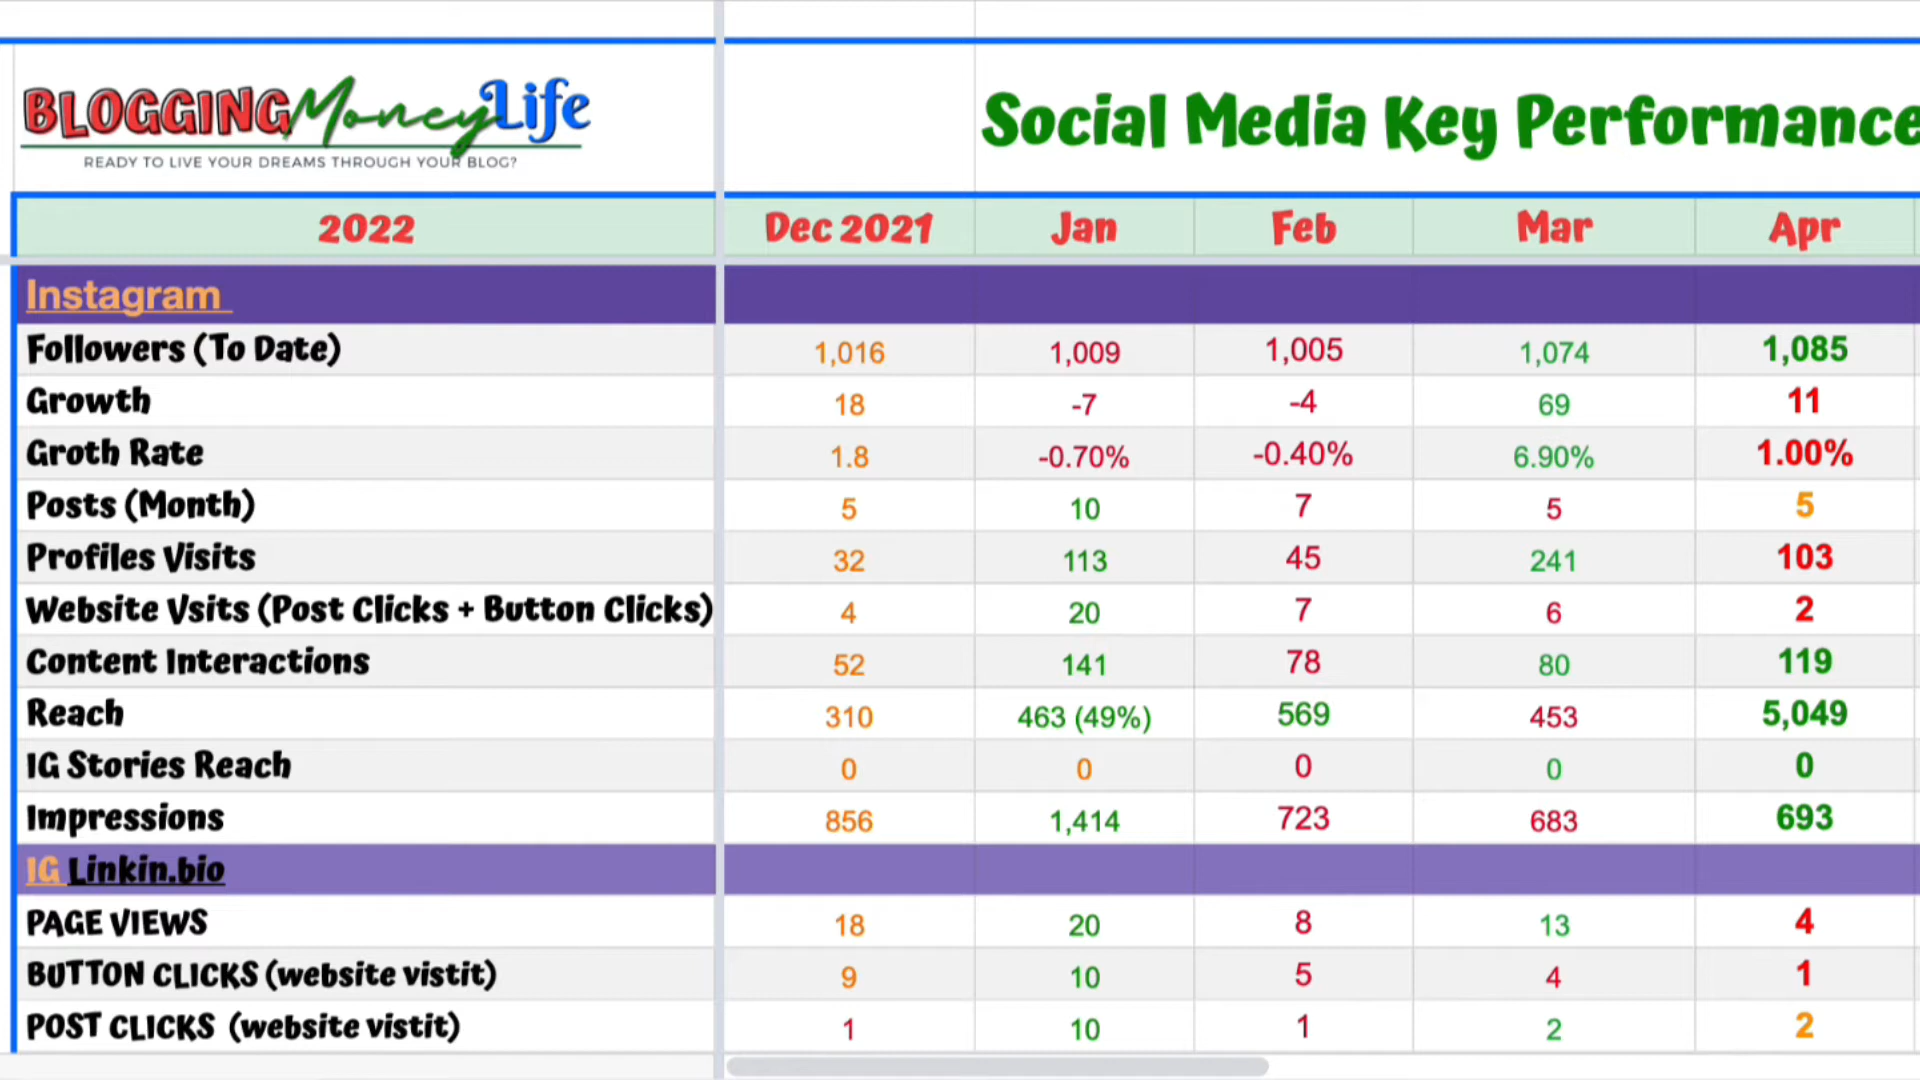 BLOGGING Money Life
READY TO LIVE YOUR DREAMS THROUGH YOUR BLOG?
Social Media Key Performance
2022 Dec 2021 Jan Feb Mar Apr
Instagram
Followers (To Date) 1,016 1,009 1,005 1,074 1,085
Growth 18 -7 -4 69 11
Groth Rate 1.8 -0.70% -0.40% 6.90% 1.00%
Posts (Month) 5 10 7 5 5
Profiles Visits 32 113 45 241 103
Website Vsits (Post Clicks + Button Clicks) 4 20 7 6 2
Content Interactions 52 141 78 80 119
Reach 310 463 (49%) 569 453 5,049
IG Stories Reach 0 0 0 0 0
Impressions 856 1,414 723 683 693
IG Linkin.bio
PAGE VIEWS 18 20 8 13 4
BUTTON CLICKS (website vistit) 9 10 5 4 1
POST CLICKS (website vistit) 1 10 1 2 2